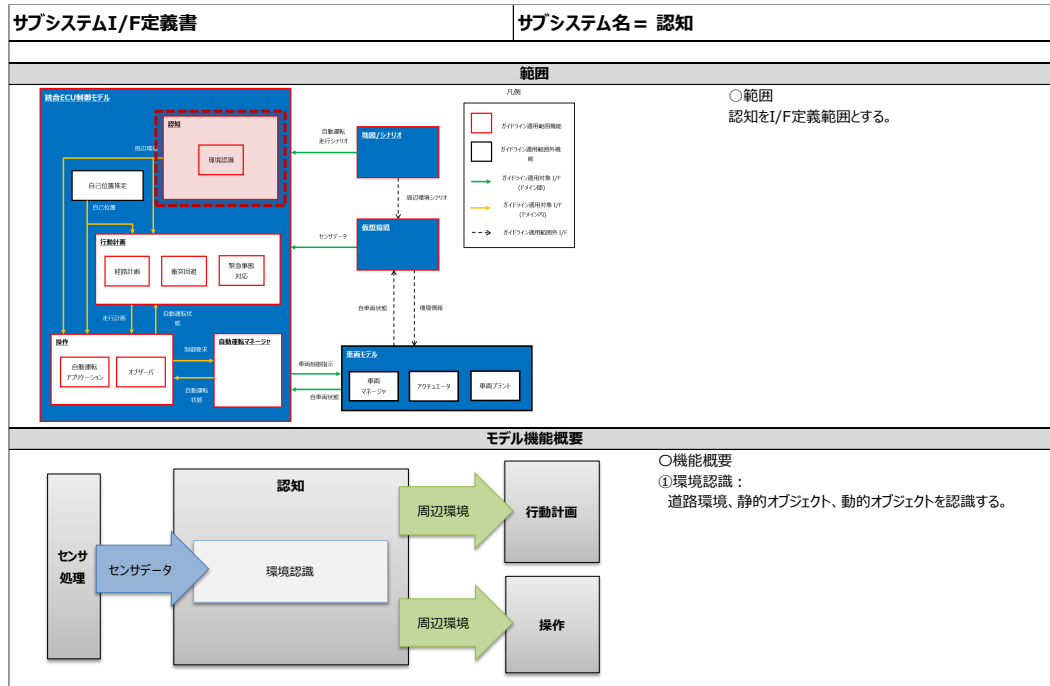 サブシステムI/F定義書
サブシステム名＝ 認知
範囲
統合ECU制御モデル
認知
環境認識
周辺環境
自己位置推定
自己位置
行動計画
経路計画
衝突回避
緊急事態
対応
走行計画
自動運転状
態
操作
自動運転
アプリケーション
オブザーバ
制御要求
自動運転
状態
自動運転マネージャ
自動運転
走行シナリオ
地図/シナリオ
周辺環境シナリオ
センサデータ
仮想環境
自車両状態
環境情報
車両制御指示
自車両状態
車両モデル
車両
マネージャ
アクチュエータ
車両プラント
凡例
ガイドライン適用範囲機能
ガイドライン適用範囲外機
能
ガイドライン適用対象 I/F
(ドメイン間)
ガイドライン適用対象 I/F
(ドメイン内)
ガイドライン適用範囲外 I/F
○範囲
認知をI/F定義範囲とする。
モデル機能概要
センサ
処理
センサデータ
認知
環境認識
周辺環境
行動計画
周辺環境
操作
○機能概要
①環境認識：
道路環境、静的オブジェクト、動的オブジェクトを認識する。